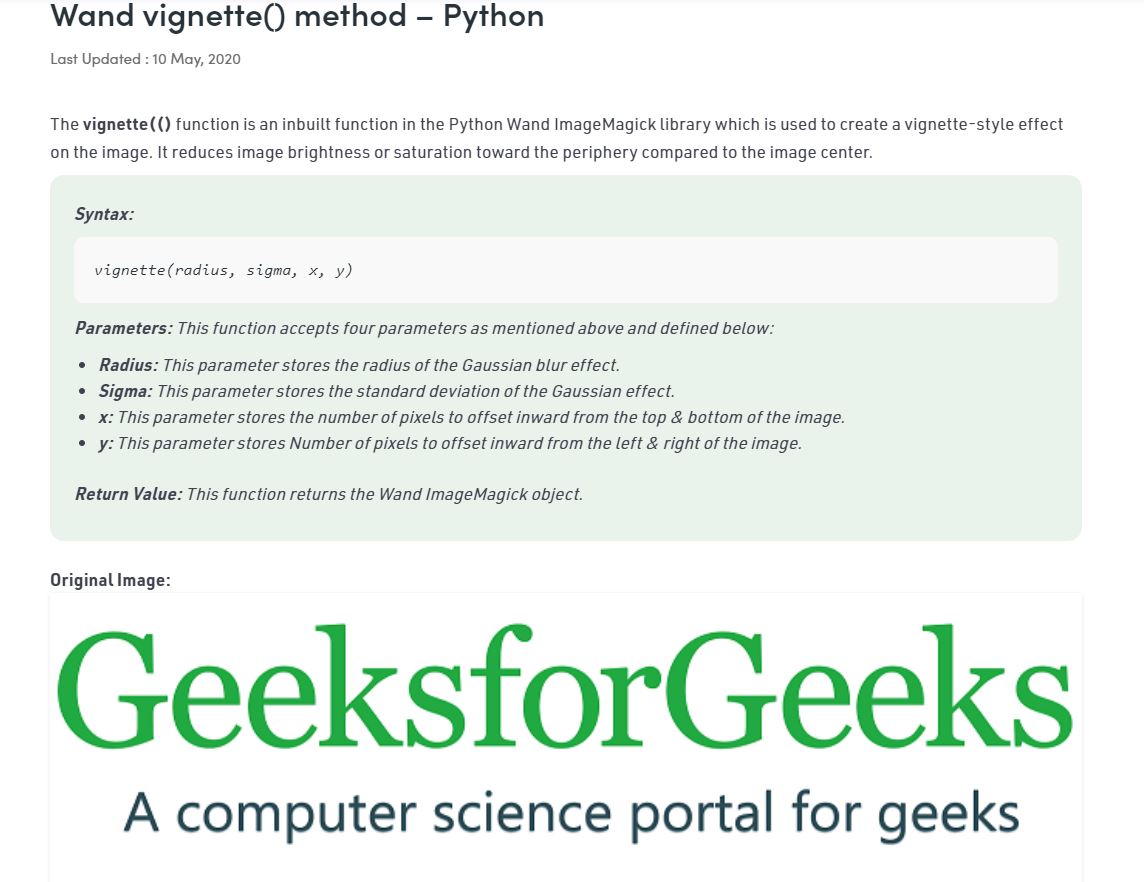 Wand vignette() method – Python
Last Updated : 10 May, 2020
The vignette(() function is an inbuilt function in the Python Wand ImageMagick library which is used to create a vignette-style effect
on the image. It reduces image brightness or saturation toward the periphery compared to the image center.
Syntax:
vignette(radius, sigma, x, y)
Parameters: This function accepts four parameters as mentioned above and defined below:
• Radius: This parameter stores the radius of the Gaussian blur effect.
• Sigma: This parameter stores the standard deviation of the Gaussian effect.
• x: This parameter stores the number of pixels to offset inward from the top & bottom of the image.
• y: This parameter stores Number of pixels to offset inward from the left & right of the image.
Return Value: This function returns the Wand ImageMagick object.
Original Image:
GeeksforGeeks
A computer science portal for geeks